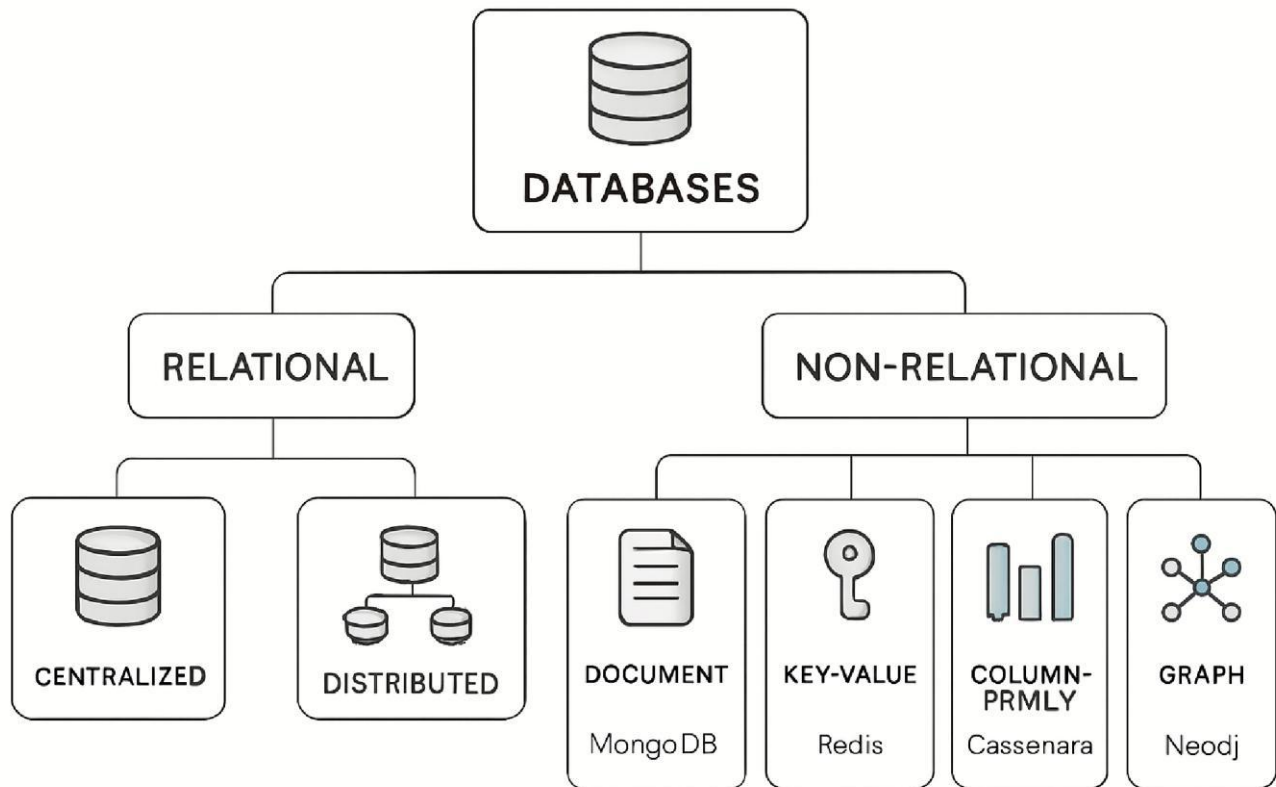 DATABASES
RELATIONAL
NON-RELATIONAL
CENTRALIZED
DISTRIBUTED
DOCUMENT
MongoDB
KEY-VALUE
Redis
COLUMN-
PRMLY
Cassenara
GRAPH
Neodj